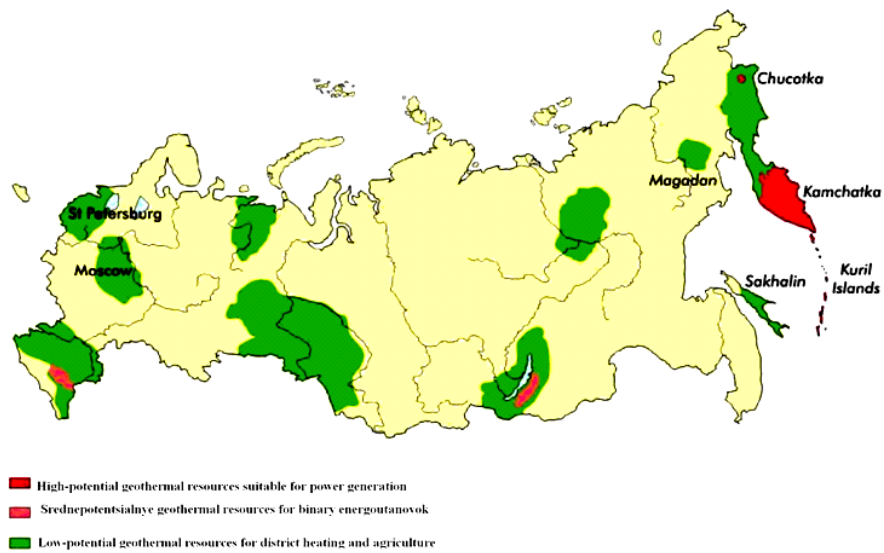 Chucotka
Magadan
Kamchatka
St Petersburg
Moscow
Sakhalin
Kuril
Islands
High-potential geothermal resources suitable for power generation
Srednepotentsialnye geothermal resources for binary energoutanovok
Low-potential geothermal resources for district heating and agriculture